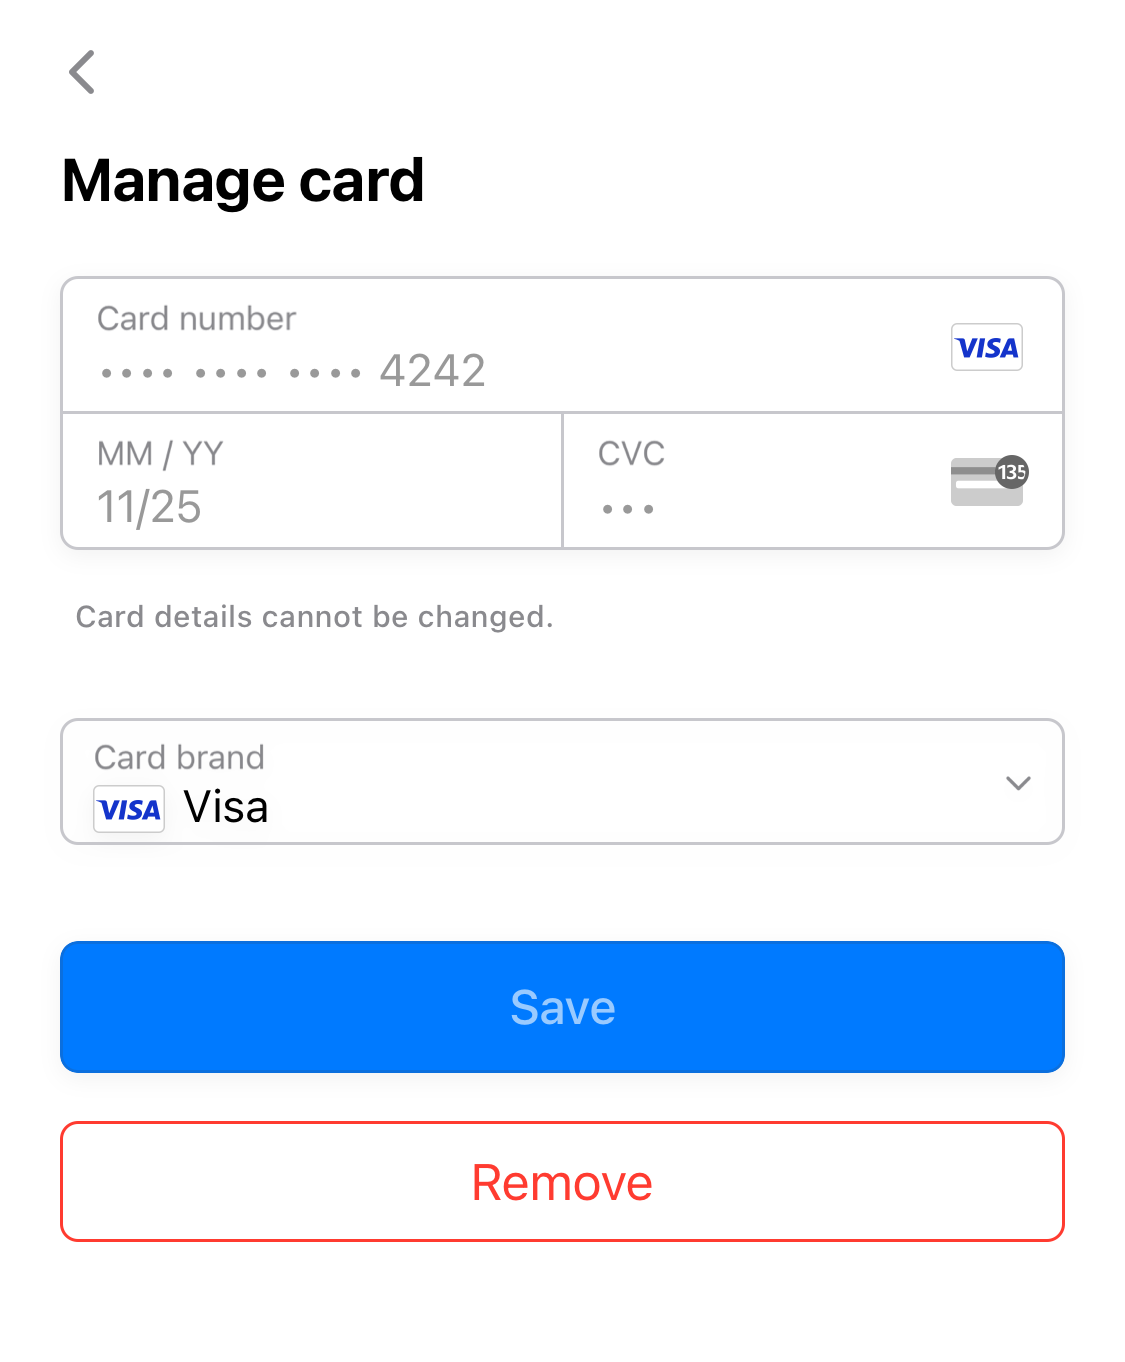 Manage card
Card number
•••• •••• •••• 4242
VISA
MM / YY
11/25
CVC
•••
135
Card details cannot be changed.
Card brand
VISA Visa
Save
Remove